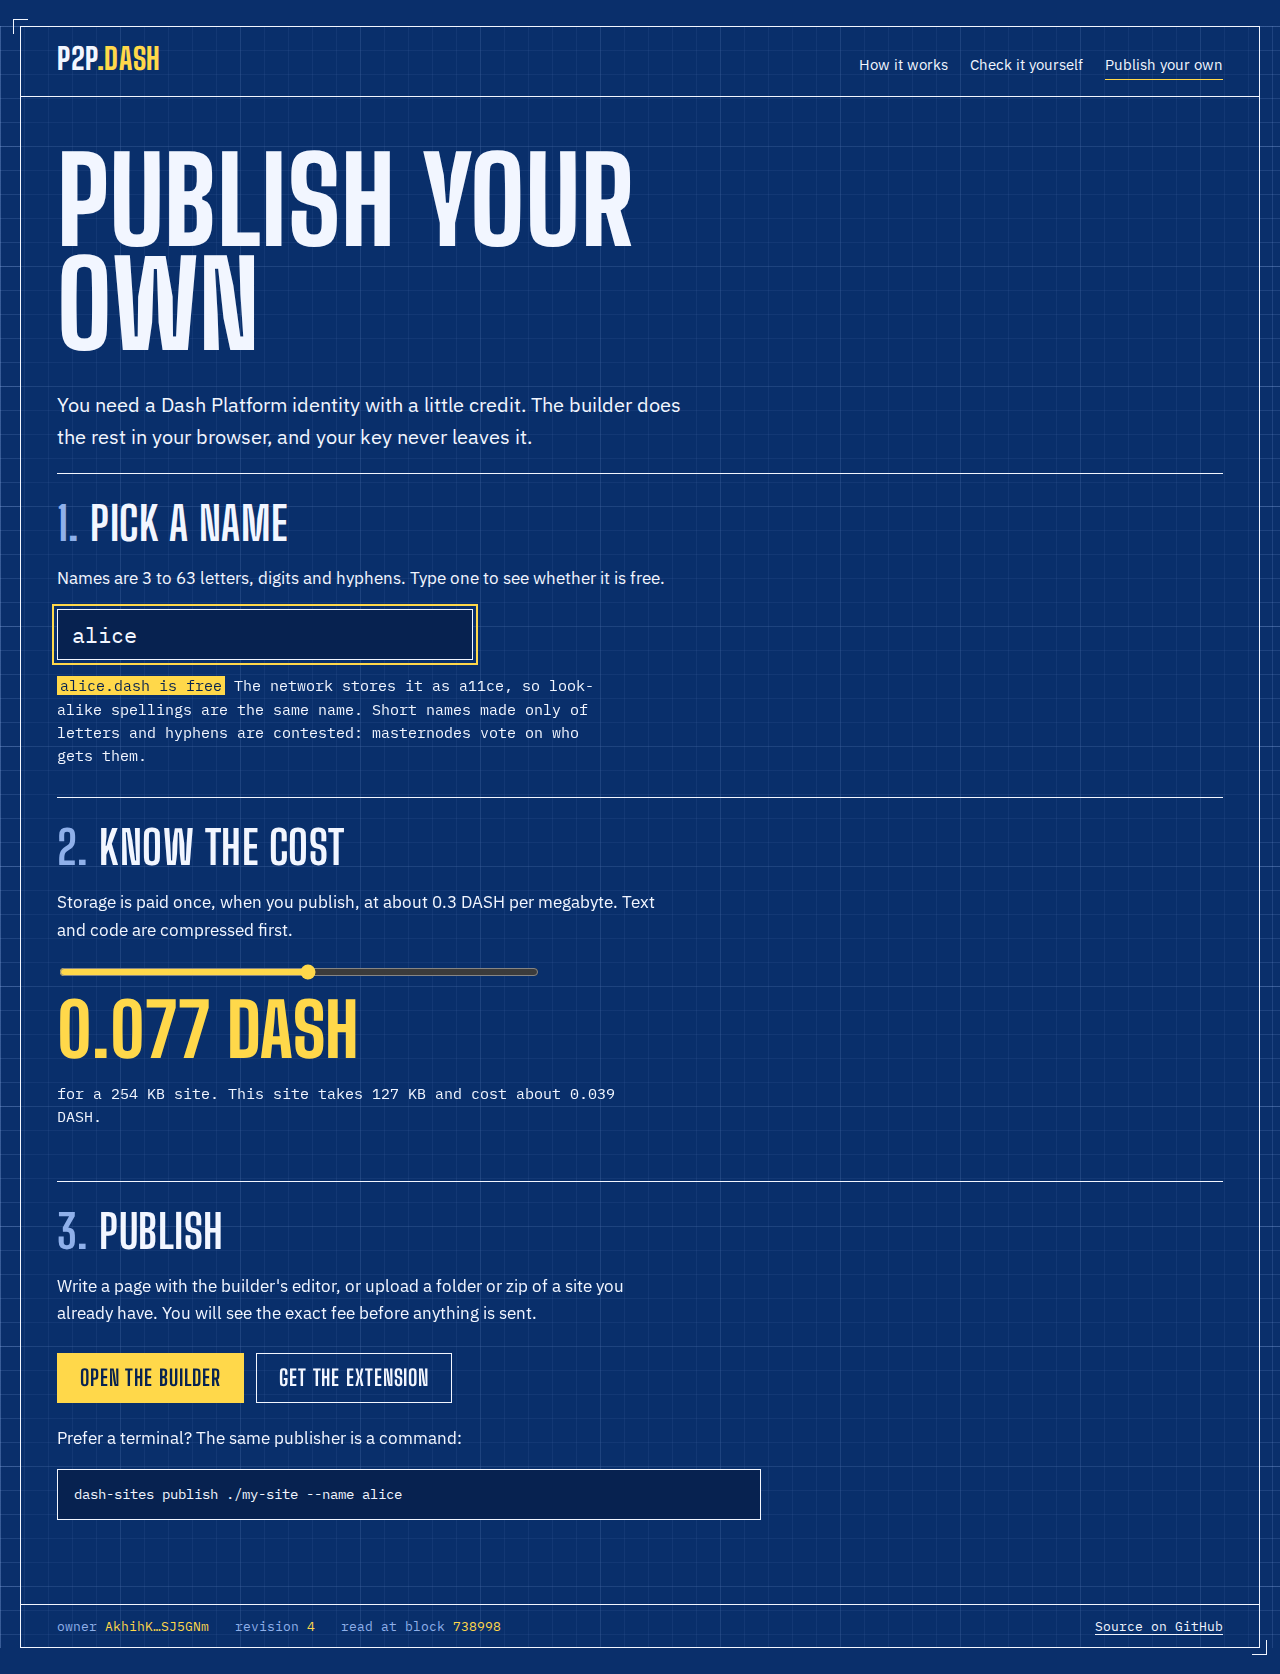 P2P.DASH
How it works Check it yourself Publish your own
PUBLISH YOUR
OWN
You need a Dash Platform identity with a little credit. The builder does
the rest in your browser, and your key never leaves it.
1. PICK A NAME
Names are 3 to 63 letters, digits and hyphens. Type one to see whether it is free.
alice
alice.dash is free The network stores it as a11ce, so look-
alike spellings are the same name. Short names made only of
letters and hyphens are contested: masternodes vote on who
gets them.
2. KNOW THE COST
Storage is paid once, when you publish, at about 0.3 DASH per megabyte. Text
and code are compressed first.
0.077 DASH
for a 254 KB site. This site takes 127 KB and cost about 0.039
DASH.
3. PUBLISH
Write a page with the builder's editor, or upload a folder or zip of a site you
already have. You will see the exact fee before anything is sent.
OPEN THE BUILDER GET THE EXTENSION
Prefer a terminal? The same publisher is a command:
dash-sites publish ./my-site --name alice
owner AkhihK…SJ5GNm revision 4 read at block 738998 Source on GitHub